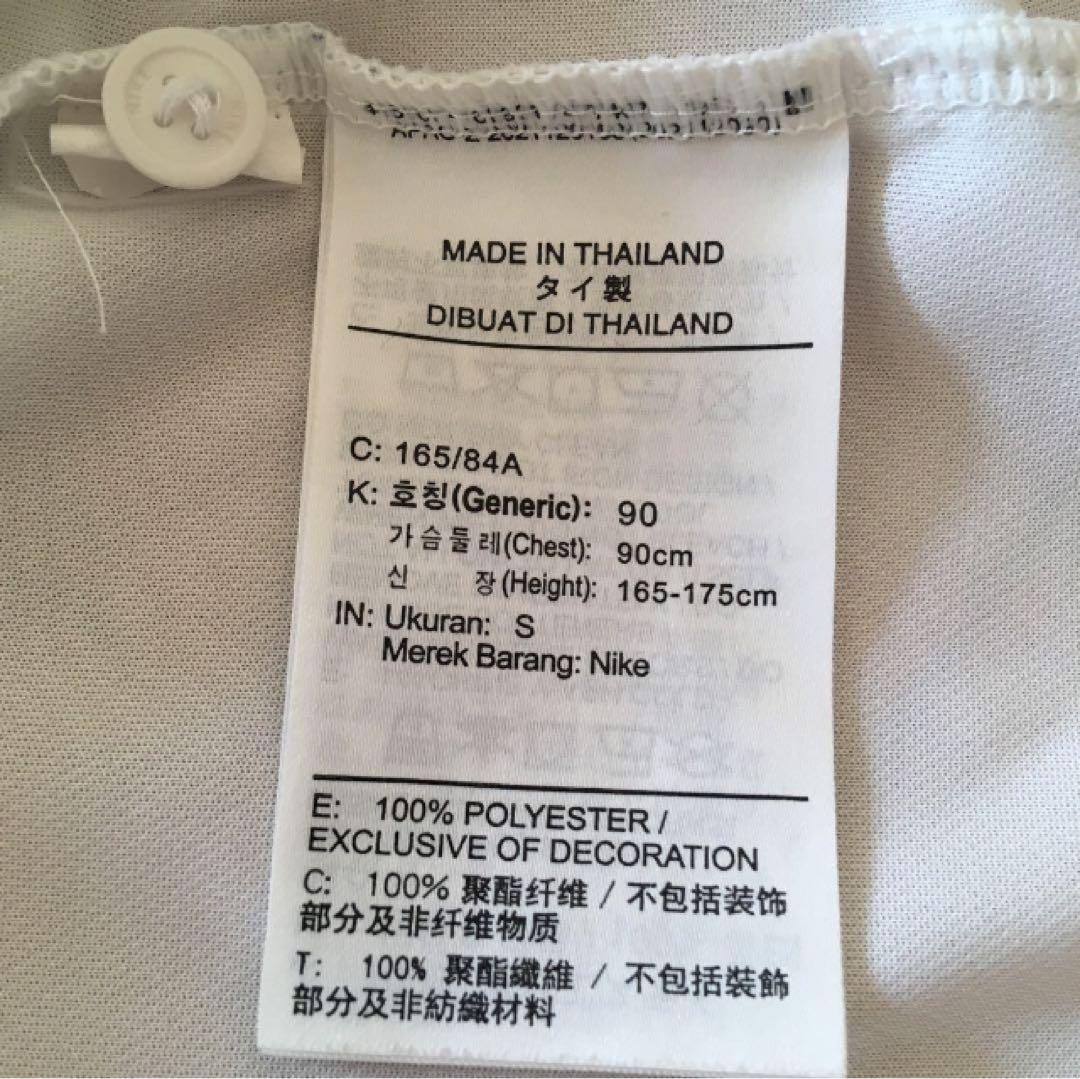 MADE IN THAILAND
タイ製
DIBUAT DI THAILAND
C: 165/84A
K: 호칭(Generic): 90
가슴둘레(Chest): 90cm
신 장(Height): 165-175cm
IN: Ukuran: S
Merek Barang: Nike
E: 100% POLYESTER /
EXCLUSIVE OF DECORATION
C: 100% 聚酯纤维 / 不包括装饰
部分及非纤维物质
T: 100% 聚酯纖維 / 不包括裝飾
部分及非紡織材料